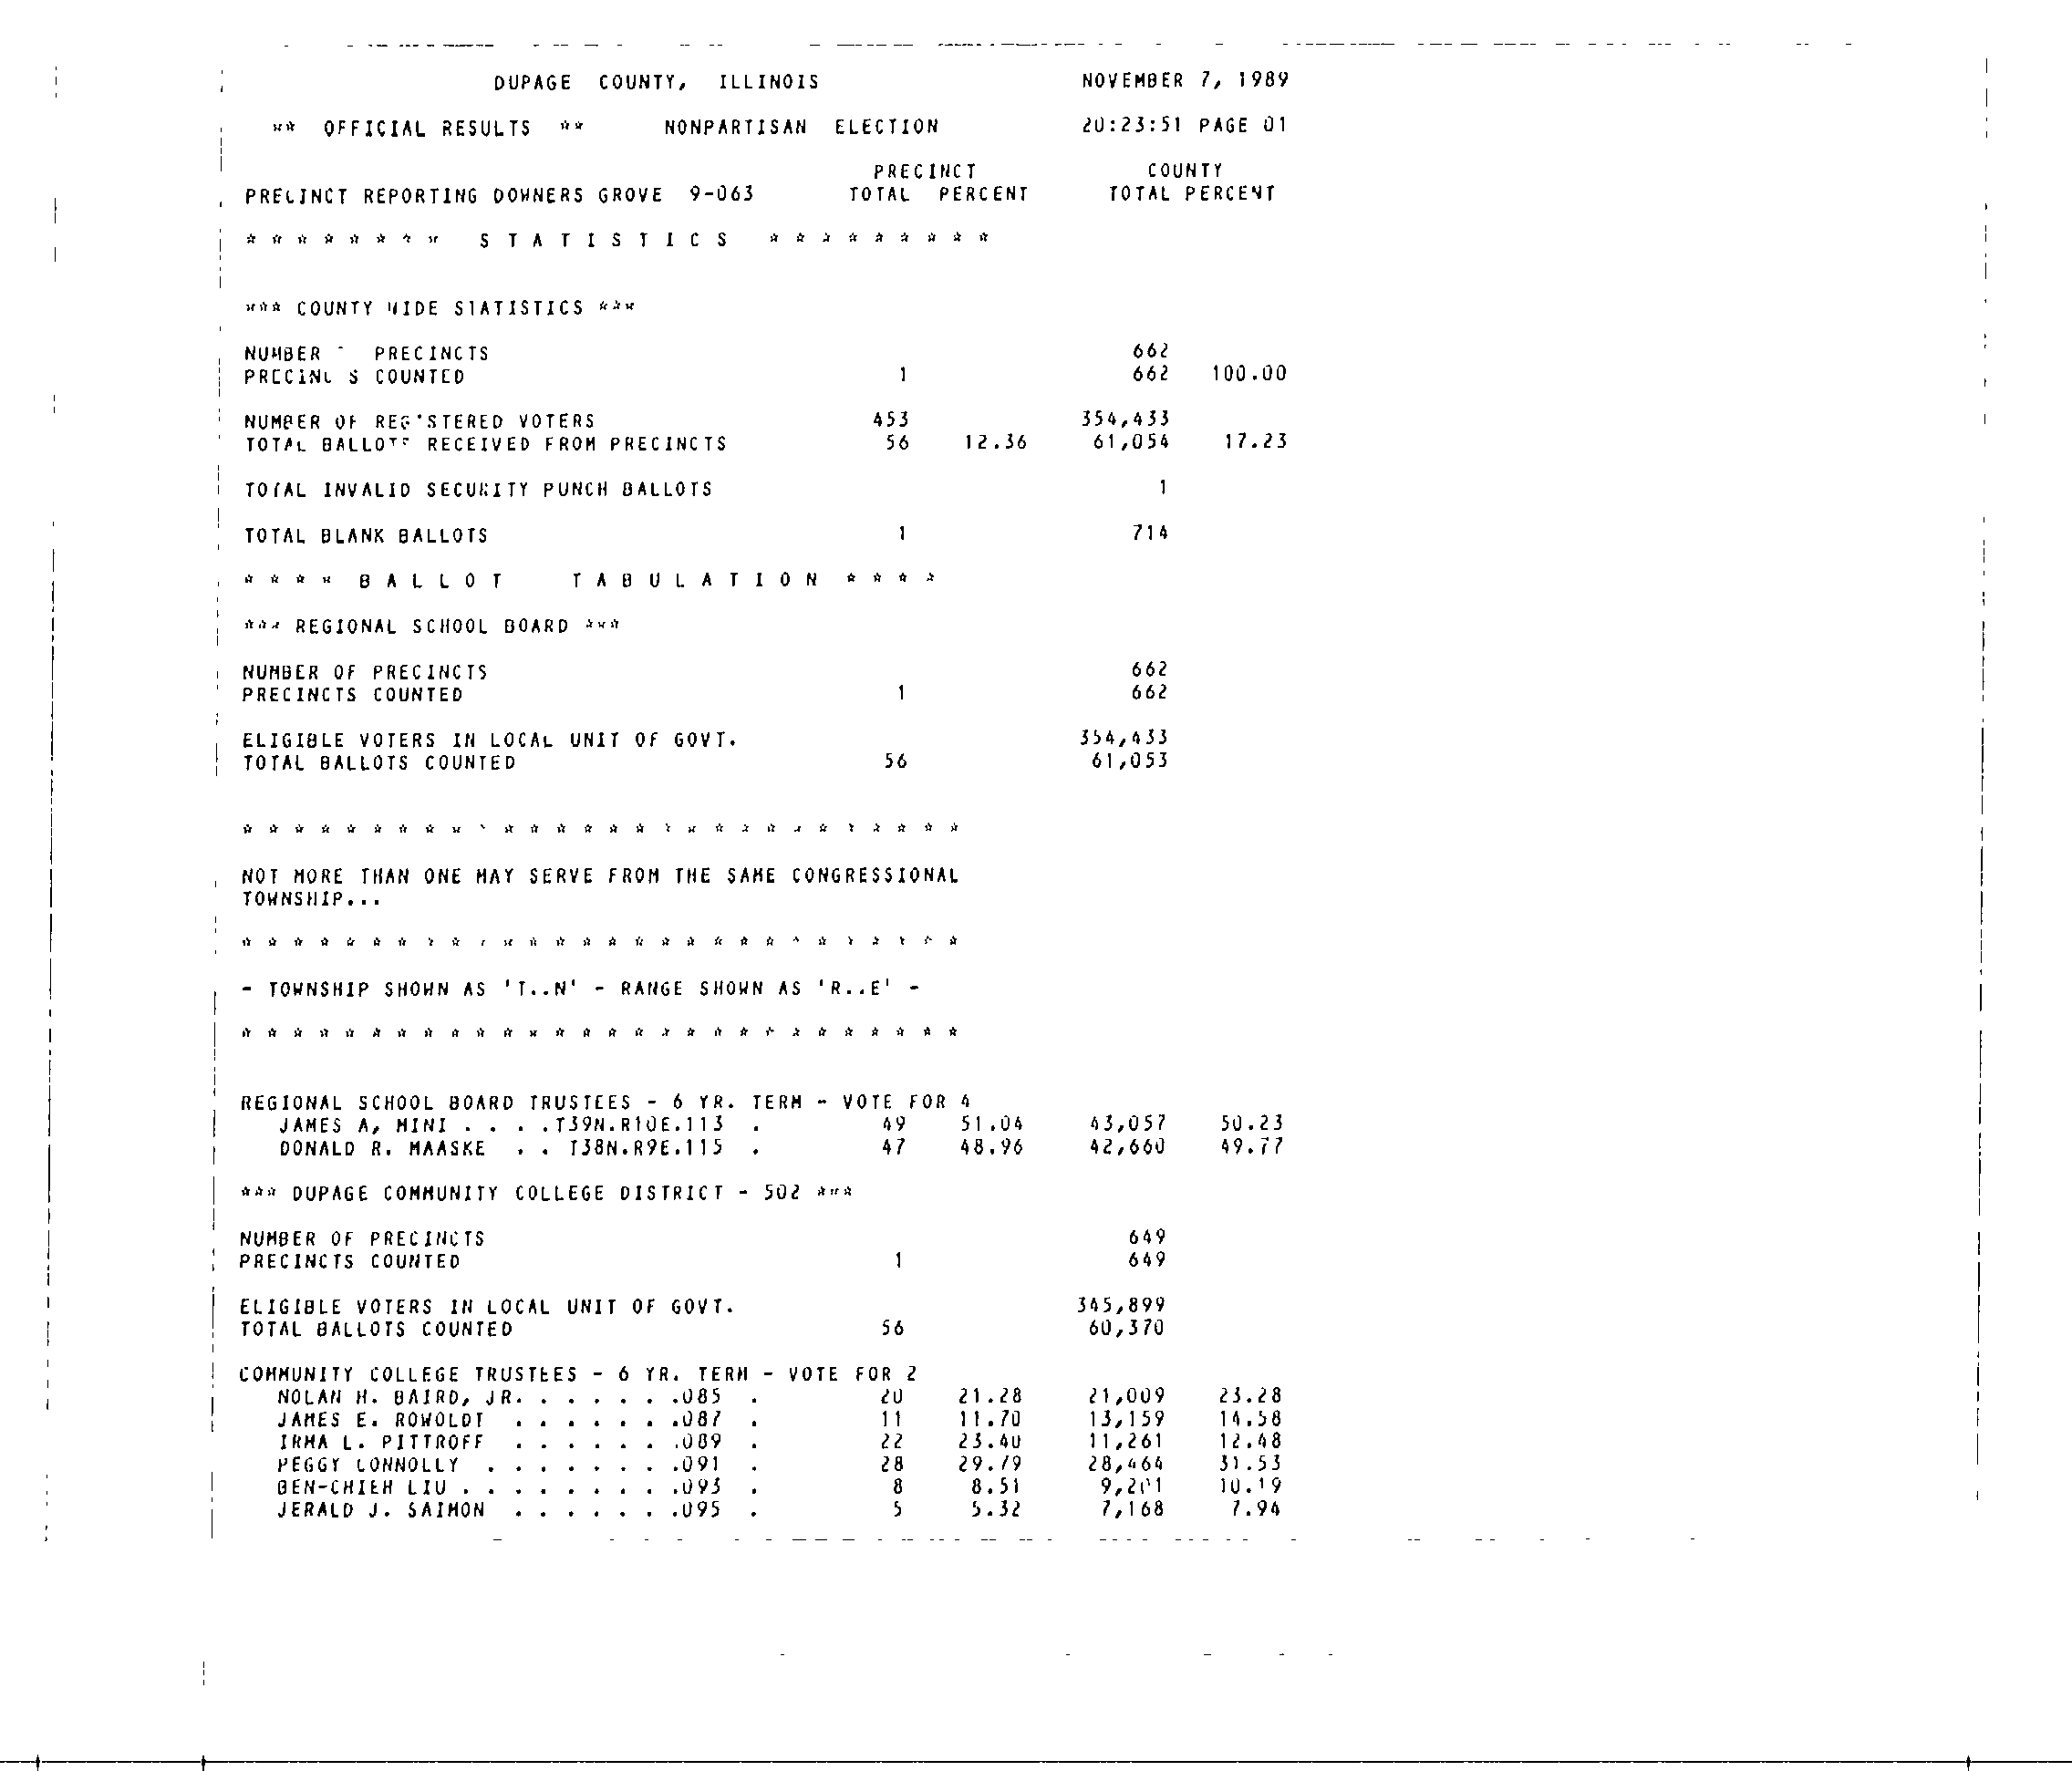 DUPAGE COUNTY, ILLINOIS NOVEMBER 7, 1989
** OFFICIAL RESULTS ** NONPARTISAN ELECTION 20:23:51 PAGE 01
PRECINCT COUNTY
PRECINCT REPORTING DOWNERS GROVE 9-063 TOTAL PERCENT TOTAL PERCENT
* * * * * * * * S T A T I S T I C S * * * * * * * * *
*** COUNTY WIDE STATISTICS ***
NUMBER PRECINCTS 662
PRECINC S COUNTED 1 662 100.00
NUMBER OF REG'STERED VOTERS 453 354,433
TOTAL BALLOTS RECEIVED FROM PRECINCTS 56 12.36 61,054 17.23
TOTAL INVALID SECURITY PUNCH BALLOTS 1
TOTAL BLANK BALLOTS 1 714
* * * * B A L L O T T A B U L A T I O N * * * *
*** REGIONAL SCHOOL BOARD ***
NUMBER OF PRECINCTS 662
PRECINCTS COUNTED 1 662
ELIGIBLE VOTERS IN LOCAL UNIT OF GOVT. 354,433
TOTAL BALLOTS COUNTED 56 61,053
* * * * * * * * * * * * * * * * * * * * * * * * * * * *
NOT MORE THAN ONE MAY SERVE FROM THE SAME CONGRESSIONAL
TOWNSHIP...
* * * * * * * * * * * * * * * * * * * * * * * * * * * *
- TOWNSHIP SHOWN AS 'T..N' - RANGE SHOWN AS 'R..E' -
* * * * * * * * * * * * * * * * * * * * * * * * * * * *
REGIONAL SCHOOL BOARD TRUSTEES - 6 YR. TERM - VOTE FOR 4
JAMES A, MINI . . . .T39N.R10E.113 . 49 51.04 43,057 50.23
DONALD R. MAASKE . . T38N.R9E.115 . 47 48.96 42,660 49.77
*** DUPAGE COMMUNITY COLLEGE DISTRICT - 502 ***
NUMBER OF PRECINCTS 649
PRECINCTS COUNTED 1 649
ELIGIBLE VOTERS IN LOCAL UNIT OF GOVT. 345,899
TOTAL BALLOTS COUNTED 56 60,370
COMMUNITY COLLEGE TRUSTEES - 6 YR. TERM - VOTE FOR 2
NOLAN H. BAIRD, JR. . . . . . .085 . 20 21.28 21,009 23.28
JAMES E. ROWOLDT . . . . . . .087 . 11 11.70 13,159 14.58
IRMA L. PITTROFF . . . . . . .089 . 22 23.40 11,261 12.48
PEGGY CONNOLLY . . . . . . . .091 . 28 29.79 28,464 31.53
BEN-CHIEH LIU . . . . . . . . .093 . 8 8.51 9,201 10.19
JERALD J. SAIMON . . . . . . .095 . 5 5.32 7,168 7.94